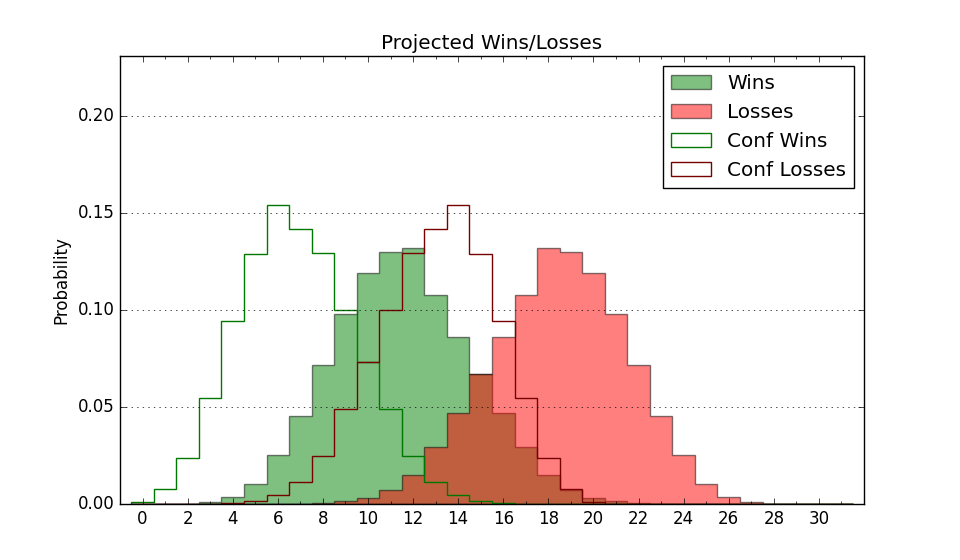 Projected Wins/Losses
Wins
Losses
Conf Wins
Conf Losses
Probability
0.20
0.15
0.10
0.05
0.00
0 2 4 6 8 10 12 14 16 18 20 22 24 26 28 30